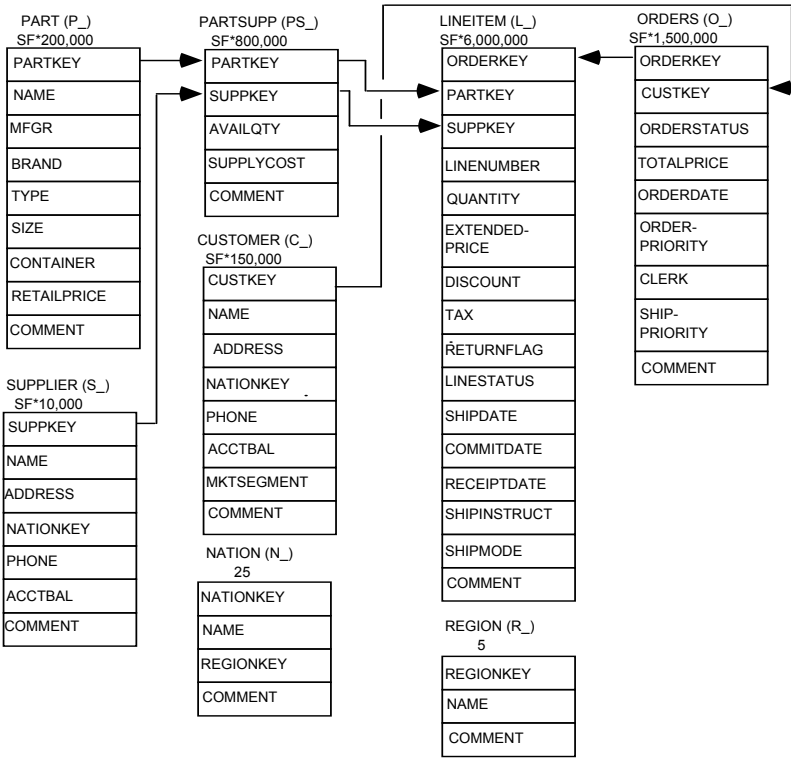 PART (P_)
SF*200,000
PARTKEY
NAME
MFGR
BRAND
TYPE
SIZE
CONTAINER
RETAILPRICE
COMMENT
SUPPLIER (S_)
SF*10,000
SUPPKEY
NAME
ADDRESS
NATIONKEY
PHONE
ACCTBAL
COMMENT
PARTSUPP (PS_)
SF*800,000
PARTKEY
SUPPKEY
AVAILQTY
SUPPLYCOST
COMMENT
CUSTOMER (C_)
SF*150,000
CUSTKEY
NAME
ADDRESS
NATIONKEY
PHONE
ACCTBAL
MKTSEGMENT
COMMENT
NATION (N_)
25
NATIONKEY
NAME
REGIONKEY
COMMENT
LINEITEM (L_)
SF*6,000,000
ORDERKEY
PARTKEY
SUPPKEY
LINENUMBER
QUANTITY
EXTENDED-
PRICE
DISCOUNT
TAX
RETURNFLAG
LINESTATUS
SHIPDATE
COMMITDATE
RECEIPTDATE
SHIPINSTRUCT
SHIPMODE
COMMENT
REGION (R_)
5
REGIONKEY
NAME
COMMENT
ORDERS (O_)
SF*1,500,000
ORDERKEY
CUSTKEY
ORDERSTATUS
TOTALPRICE
ORDERDATE
ORDER-
PRIORITY
CLERK
SHIP-
PRIORITY
COMMENT